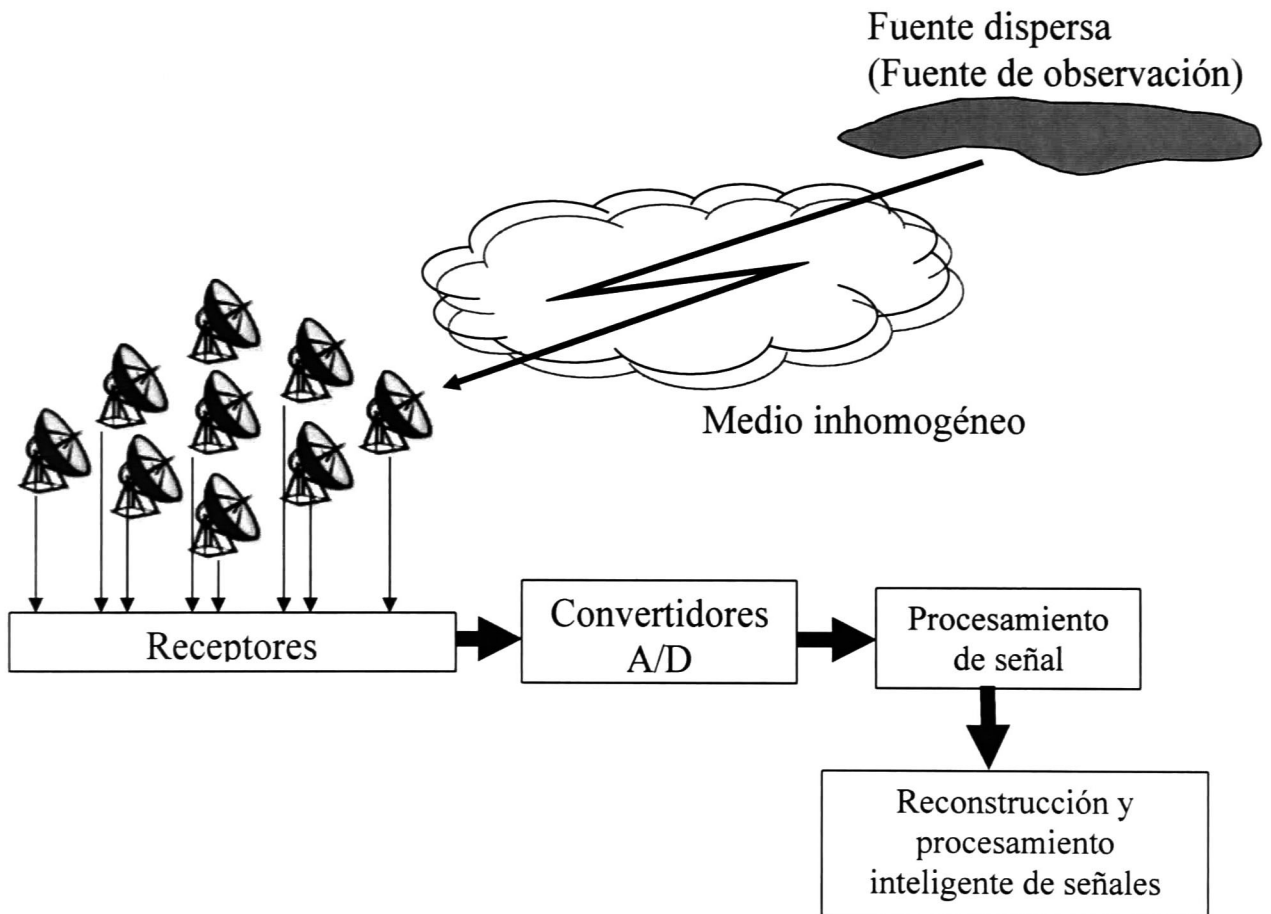 Fuente dispersa
(Fuente de observación)
Medio inhomogéneo
Receptores
Convertidores
A/D
Procesamiento
de señal
Reconstrucción y
procesamiento
inteligente de señales